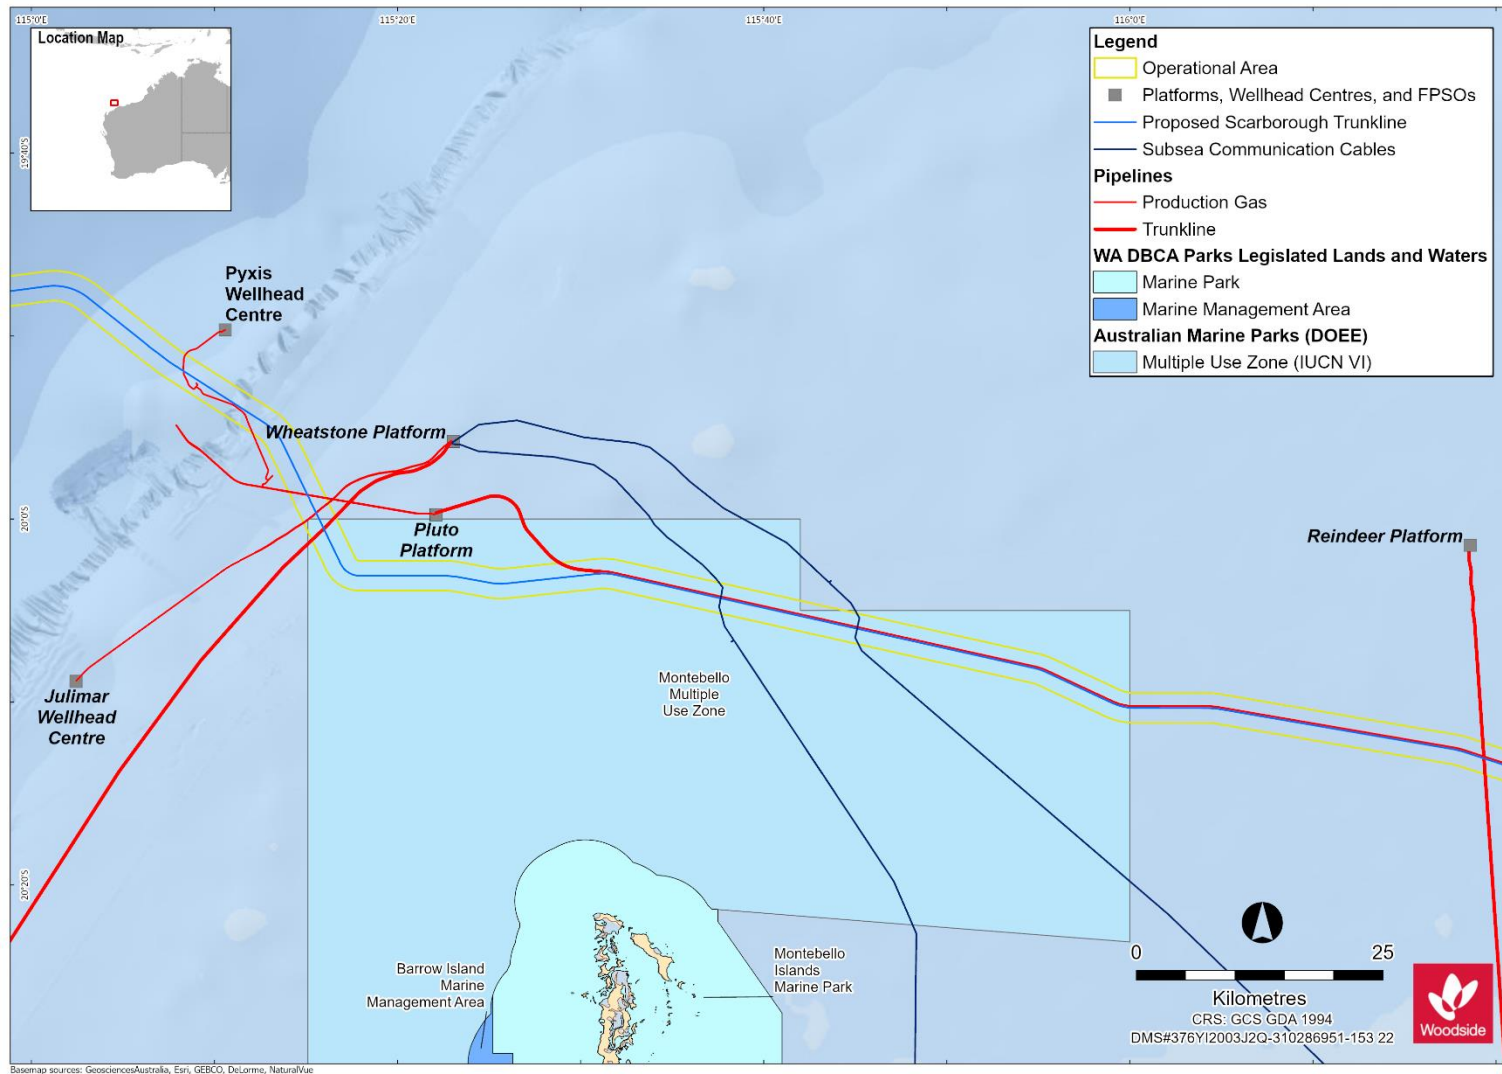 115°0'E
115°20'E
115°40'E
116°0'E
Location Map
19°40'S
20°0'S
20°20'S
Legend
Operational Area
Platforms, Wellhead Centres, and FPSOs
Proposed Scarborough Trunkline
Subsea Communication Cables
Pipelines
Production Gas
Trunkline
WA DBCA Parks Legislated Lands and Waters
Marine Park
Marine Management Area
Australian Marine Parks (DOEE)
Multiple Use Zone (IUCN VI)
Pyxis
Wellhead
Centre
Wheatstone Platform
Pluto
Platform
Reindeer Platform
Julimar
Wellhead
Centre
Montebello
Multiple
Use Zone
Barrow Island
Marine
Management Area
Montebello
Islands
Marine Park
0 25
Kilometres
CRS: GCS GDA 1994
DMS#376YI2003J2Q-310286951-153 22
Woodside
Basemap sources: GeosciencesAustralia, Esri, GEBCO, DeLorme, NaturalVue